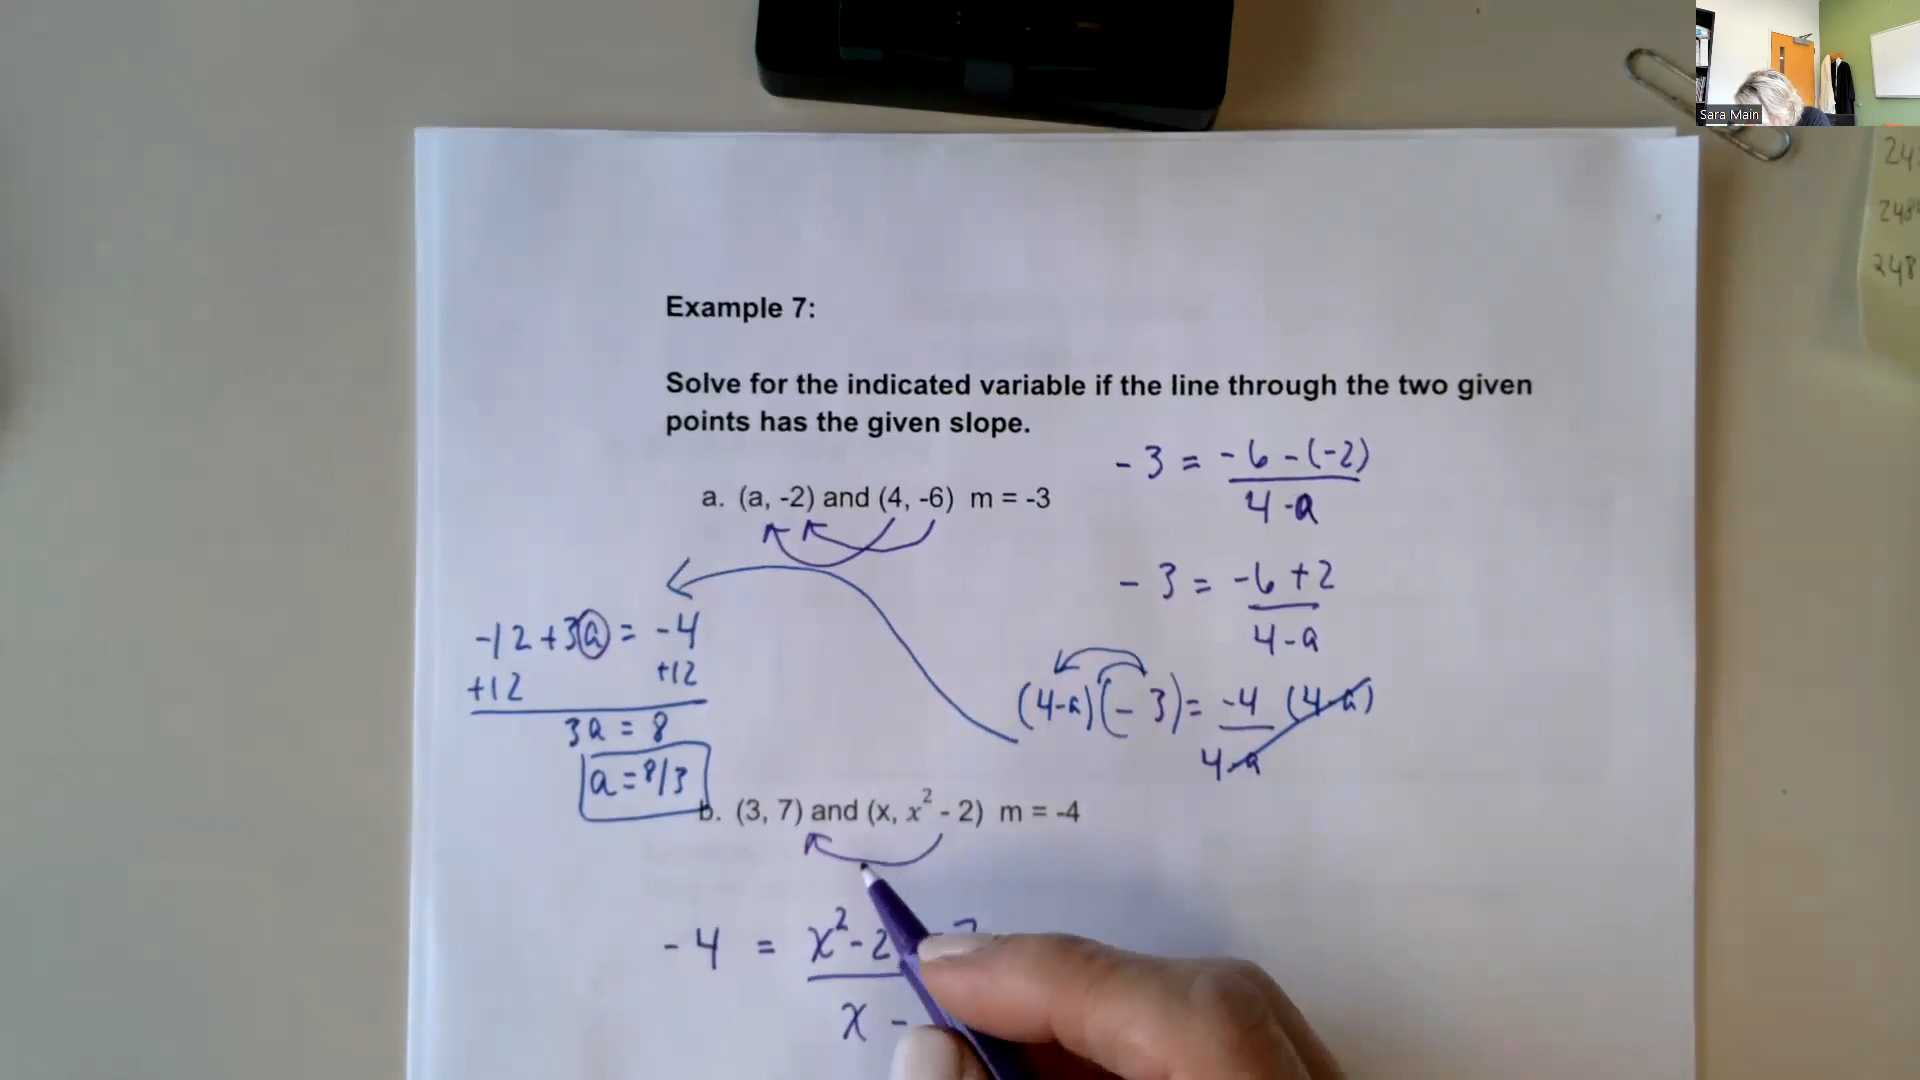 Sara Main
24
248
248
Example 7:
Solve for the indicated variable if the line through the two given
points has the given slope.
a. (a, -2) and (4, -6) m = -3
-3 = -6-(-2)
4-a
-3 = -6+2
4-a
(4-a)(-3) = -4 (4-a)
4-a
-12+3a = -4
+12 +12
3a = 8
a = 8/3
b. (3, 7) and (x, x² - 2) m = -4
-4 = x²-2 -7
x -